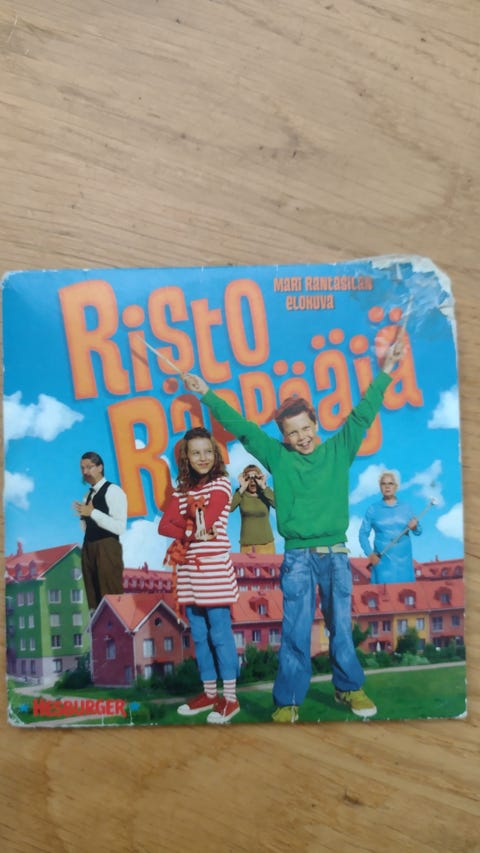 Risto
MARI RANTASILAN
ELOKUVA
Räppääjä
HESBURGER